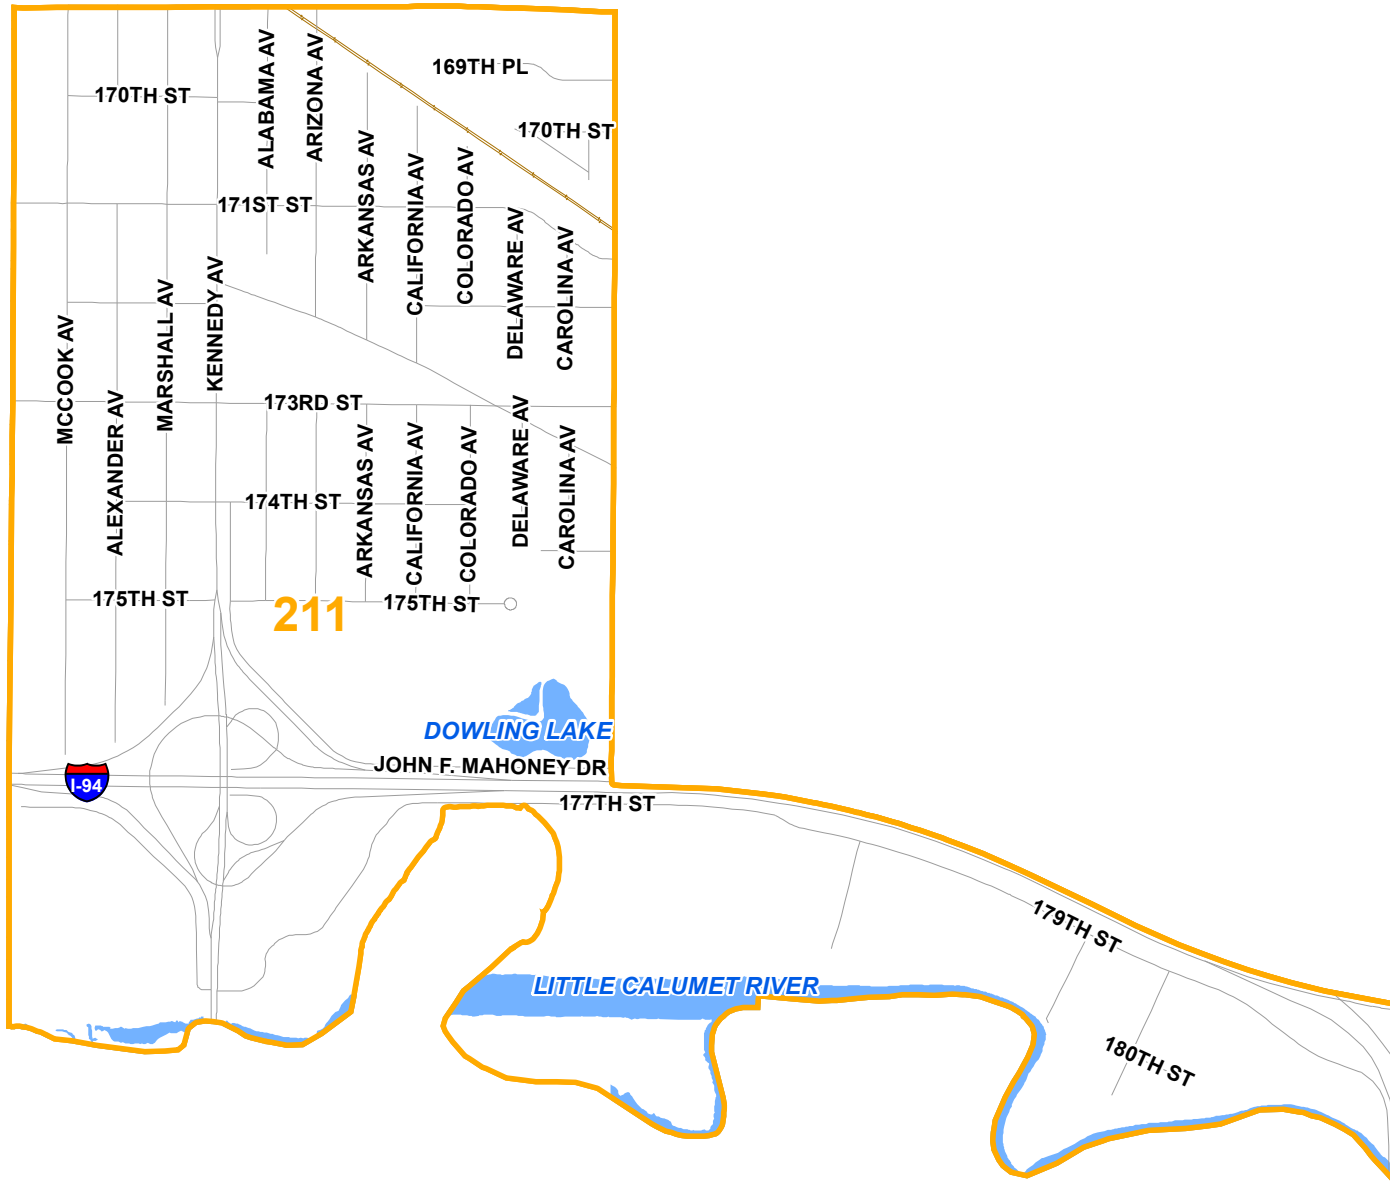 169TH PL
170TH ST
ALABAMA AV
ARIZONA AV
170TH ST
ARKANSAS AV
CALIFORNIA AV
COLORADO AV
171ST ST
DELAWARE AV
CAROLINA AV
KENNEDY AV
MARSHALL AV
MCCOOK AV
ALEXANDER AV
173RD ST
ARKANSAS AV
CALIFORNIA AV
COLORADO AV
DELAWARE AV
CAROLINA AV
174TH ST
175TH ST
211
175TH ST
DOWLING LAKE
JOHN F. MAHONEY DR
I-94
177TH ST
179TH ST
LITTLE CALUMET RIVER
180TH ST